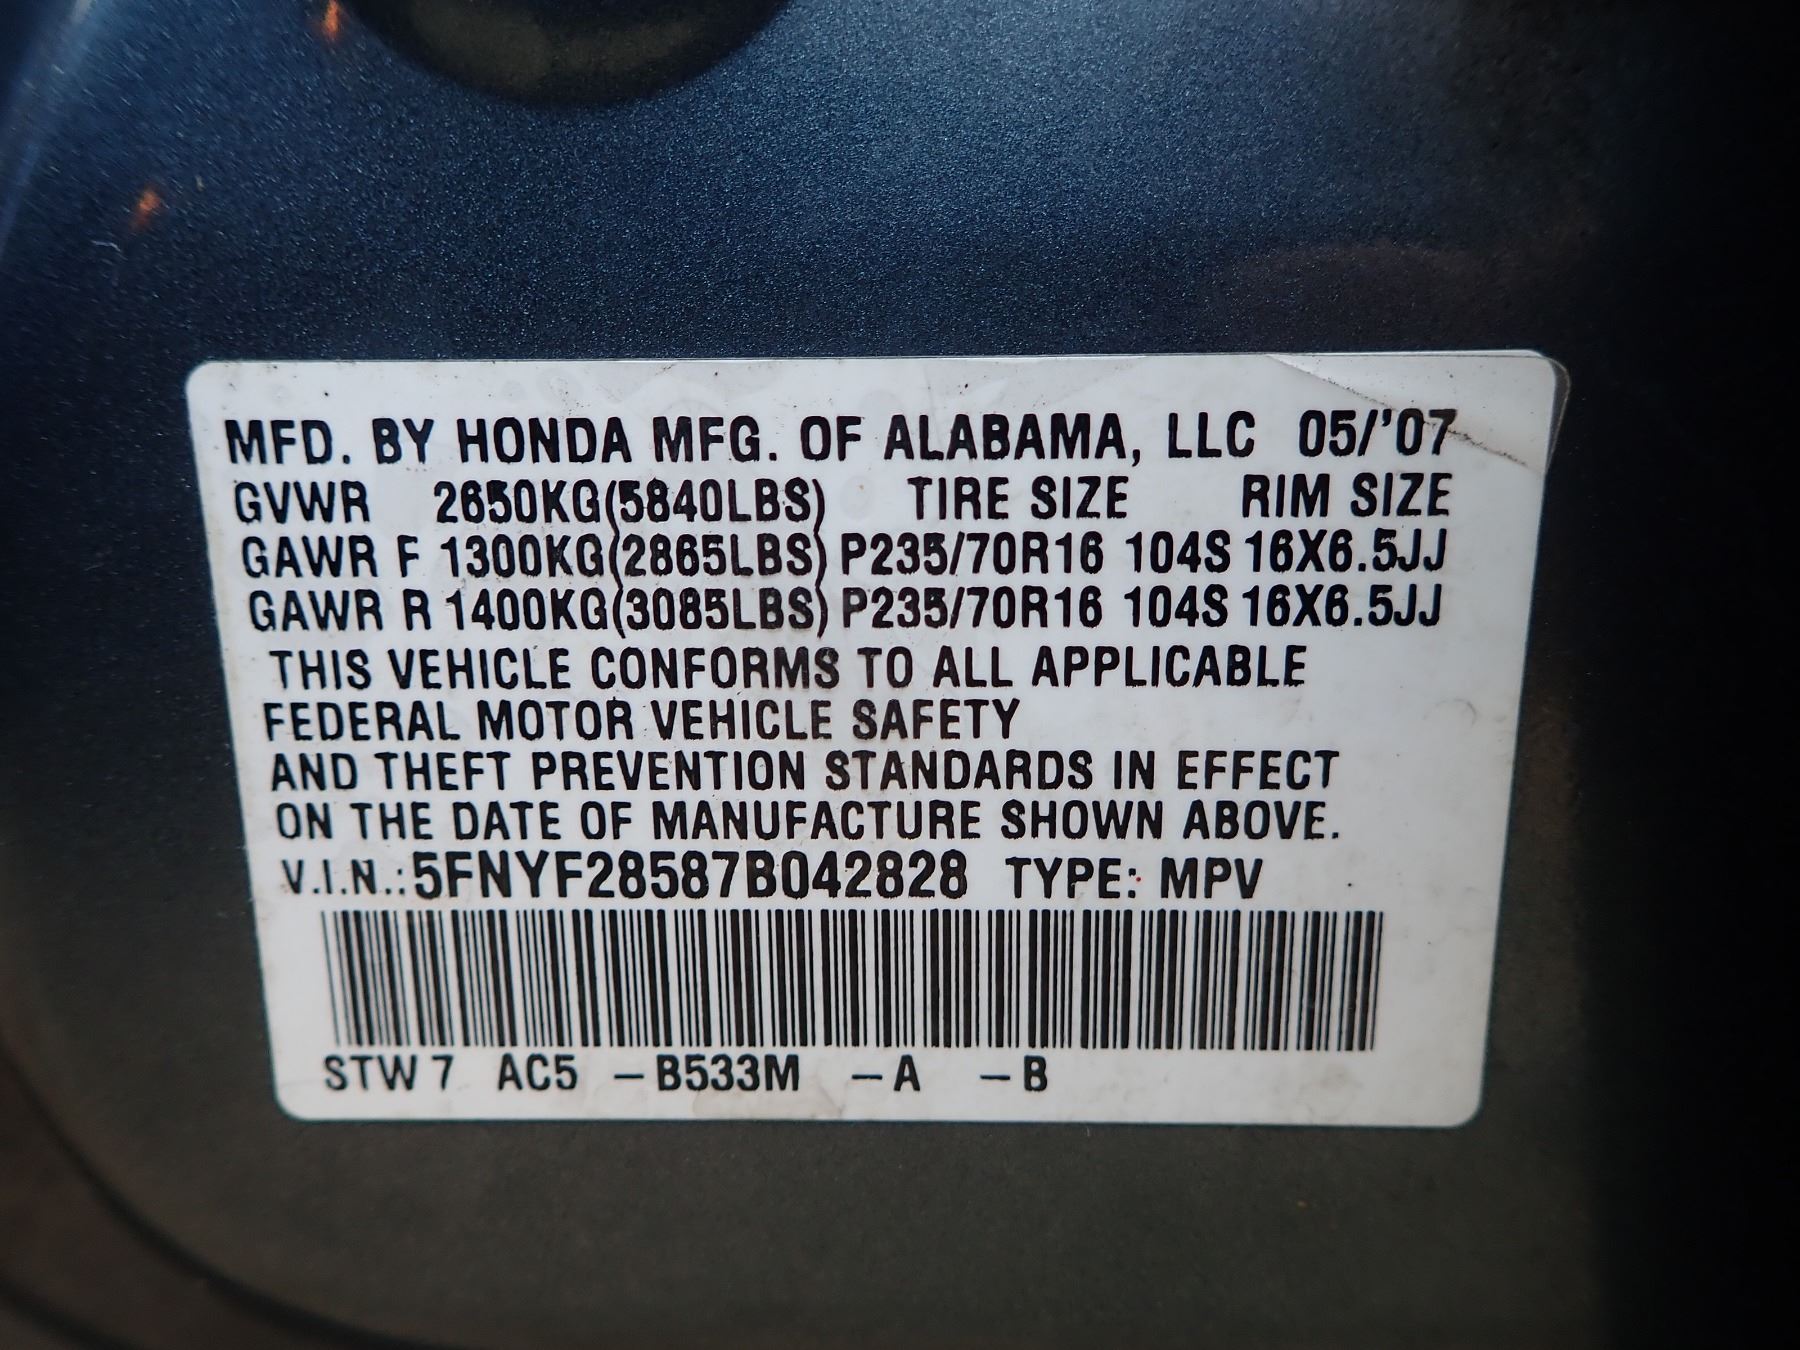 MFD. BY HONDA MFG. OF ALABAMA, LLC 05/'07
GVWR 2650KG(5840LBS) TIRE SIZE RIM SIZE
GAWR F 1300KG(2865LBS) P235/70R16 104S 16X6.5JJ
GAWR R 1400KG(3085LBS) P235/70R16 104S 16X6.5JJ
THIS VEHICLE CONFORMS TO ALL APPLICABLE
FEDERAL MOTOR VEHICLE SAFETY
AND THEFT PREVENTION STANDARDS IN EFFECT
ON THE DATE OF MANUFACTURE SHOWN ABOVE.
V.I.N.: 5FNYF28587B042828 TYPE: MPV
STW 7 AC5 –B533M –A –B